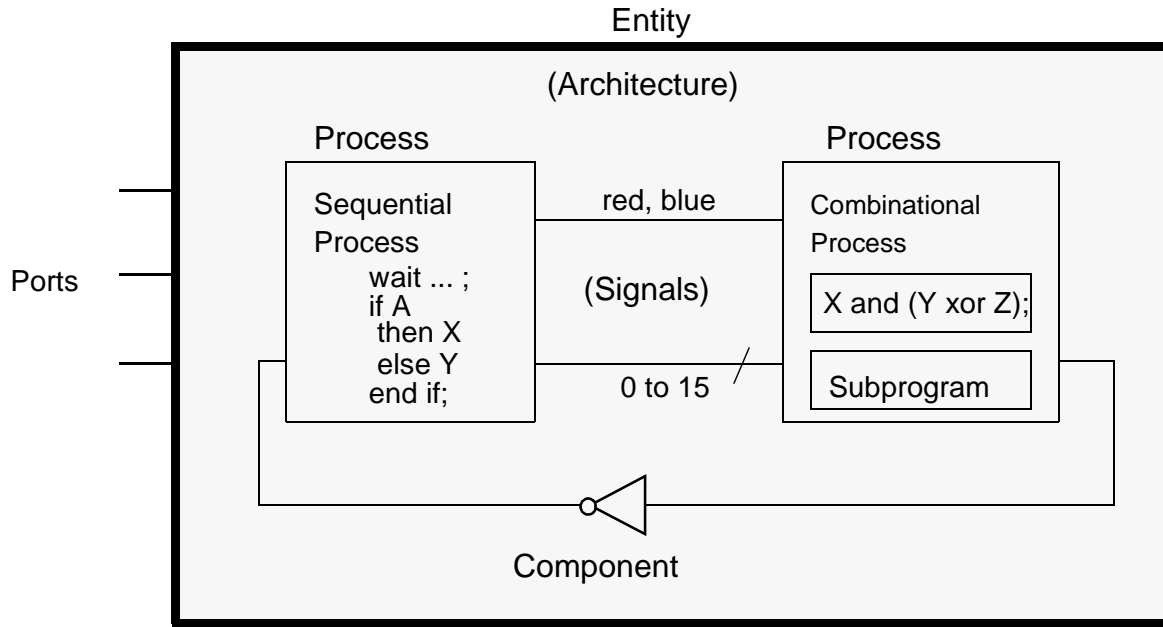 Entity
(Architecture)
Process
Sequential
Process
wait ... ;
if A
then X
else Y
end if;
red, blue
(Signals)
0 to 15
Process
Combinational
Process
X and (Y xor Z);
Subprogram
Ports
Component